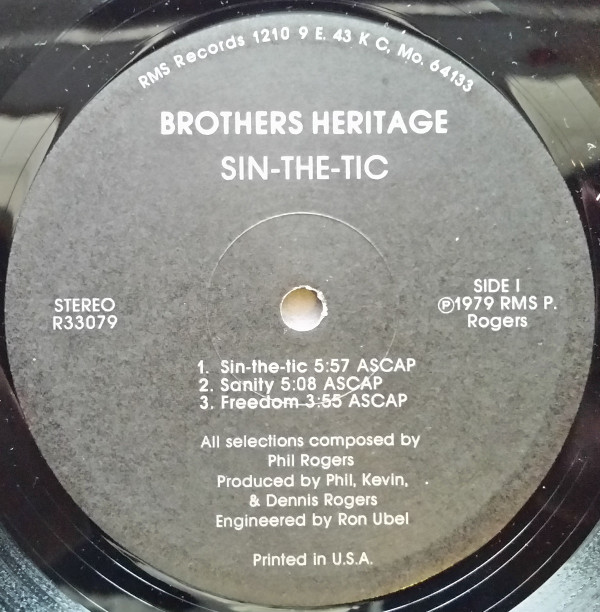 RMS Records 1210 9 E. 43 K C, Mo. 64133
BROTHERS HERITAGE
SIN-THE-TIC
STEREO
R33079
SIDE I
℗1979 RMS P.
Rogers
1. Sin-the-tic 5:57 ASCAP
2. Sanity 5:08 ASCAP
3. Freedom 3:55 ASCAP
All selections composed by
Phil Rogers
Produced by Phil, Kevin,
& Dennis Rogers
Engineered by Ron Ubel
Printed in U.S.A.